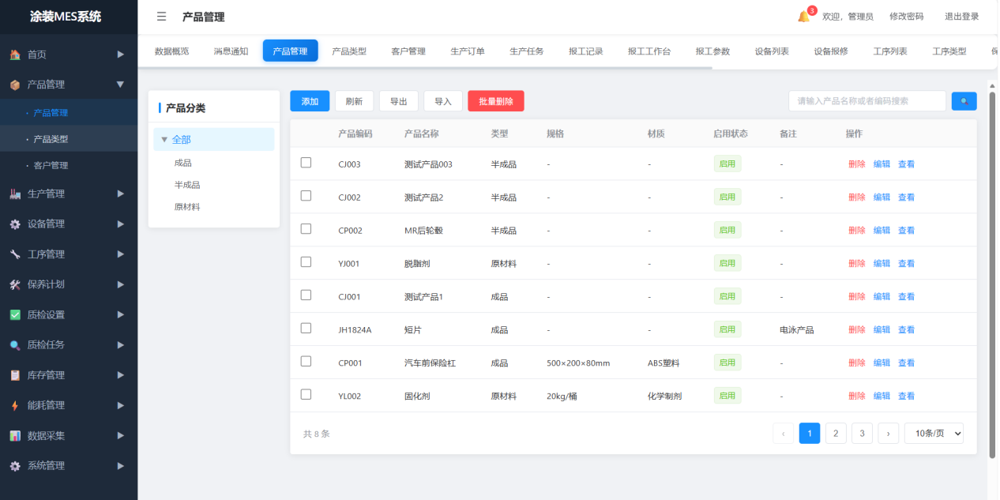 涂装MES系统
首页
产品管理
产品管理
产品类型
客户管理
生产管理
设备管理
工序管理
保养计划
质检设置
质检任务
库存管理
能耗管理
数据采集
系统管理
产品管理
3
欢迎，管理员 修改密码 退出登录
数据概览 消息通知 产品管理 产品类型 客户管理 生产订单 生产任务 报工记录 报工工作台 报工参数 设备列表 设备报修 工序列表 工序类型
产品分类
全部
成品
半成品
原材料
添加 刷新 导出 导入 批量删除
请输入产品名称或者编码搜索
产品编码 产品名称 类型 规格 材质 启用状态 备注 操作
CJ003 测试产品003 半成品 - - 启用 - 删除 编辑 查看
CJ002 测试产品2 半成品 - - 启用 - 删除 编辑 查看
CP002 MR后轮毂 半成品 - - 启用 - 删除 编辑 查看
YJ001 脱脂剂 原材料 - - 启用 - 删除 编辑 查看
CJ001 测试产品1 成品 - - 启用 - 删除 编辑 查看
JH1824A 短片 成品 - - 启用 电泳产品 删除 编辑 查看
CP001 汽车前保险杠 成品 500×200×80mm ABS塑料 启用 - 删除 编辑 查看
YL002 固化剂 原材料 20kg/桶 化学制剂 启用 - 删除 编辑 查看
共 8 条
‹ 1 2 3 › 10条/页